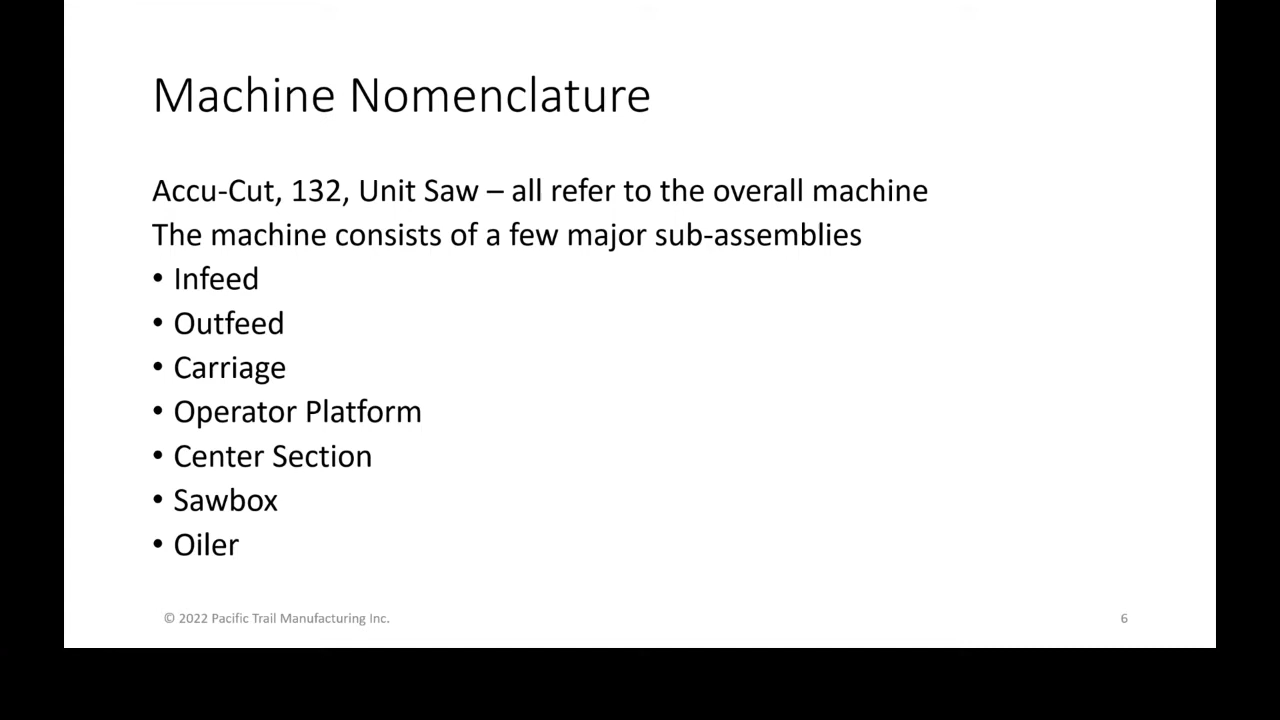 Machine Nomenclature
Accu-Cut, 132, Unit Saw – all refer to the overall machine
The machine consists of a few major sub-assemblies
• Infeed
• Outfeed
• Carriage
• Operator Platform
• Center Section
• Sawbox
• Oiler
© 2022 Pacific Trail Manufacturing Inc.
6